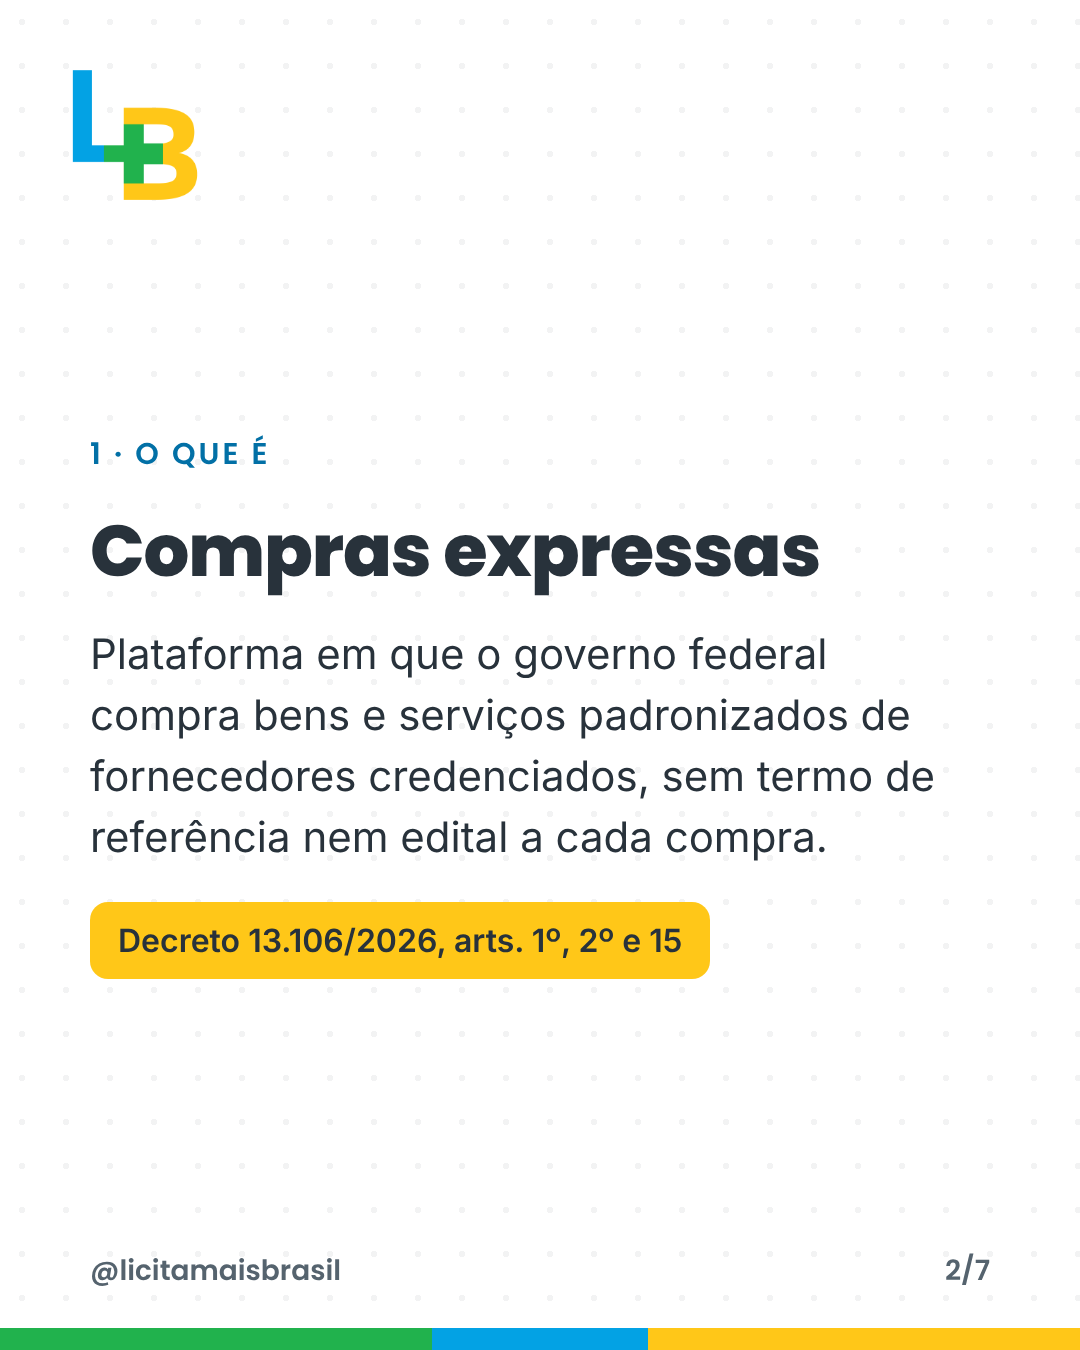 L+B
1 · O QUE É
Compras expressas
Plataforma em que o governo federal
compra bens e serviços padronizados de
fornecedores credenciados, sem termo de
referência nem edital a cada compra.
Decreto 13.106/2026, arts. 1º, 2º e 15
@licitamaisbrasil
2/7